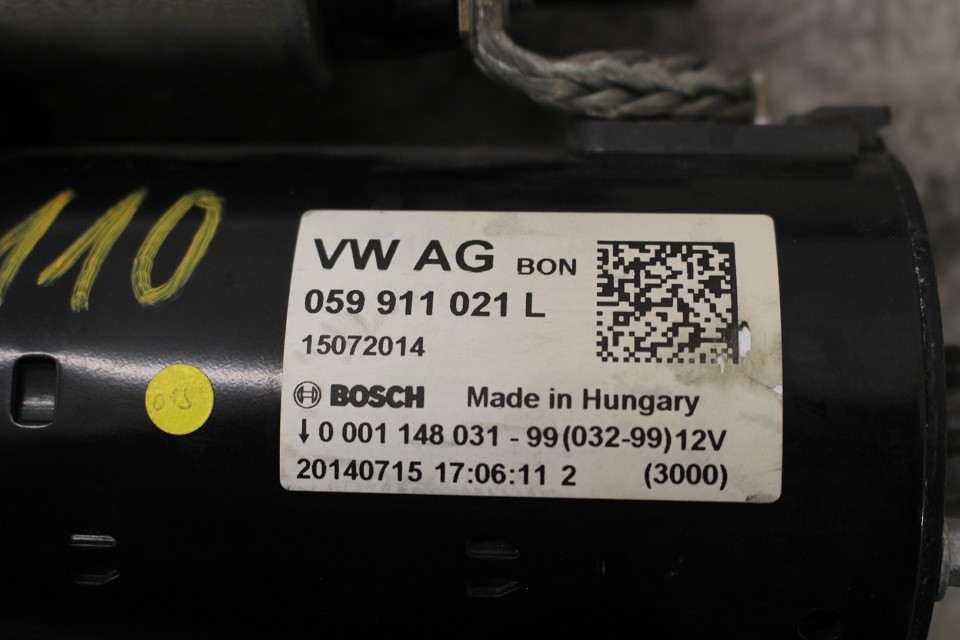 110
VW AG BON
059 911 021 L
15072014
BOSCH Made in Hungary
↓0 001 148 031 - 99(032-99)12V
20140715 17:06:11 2 (3000)
015